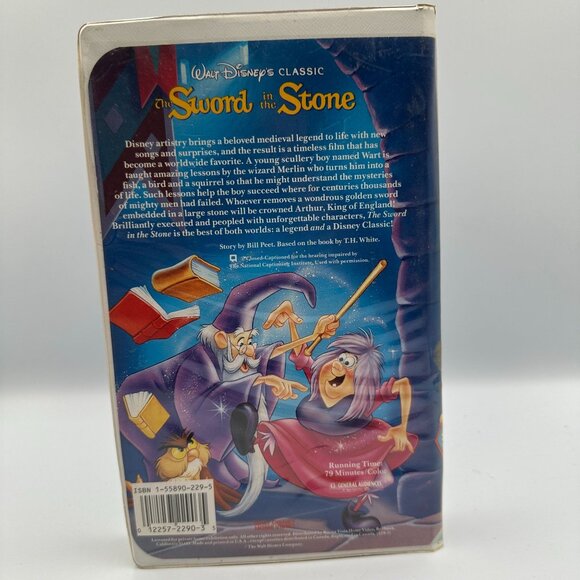 WALT DISNEY'S CLASSIC
The Sword in the Stone
Disney artistry brings a beloved medieval legend to life with new
songs and surprises, and the result is a timeless film that has
become a worldwide favorite. A young scullery boy named Wart is
taught amazing lessons by the wizard Merlin who turns him into a
fish, a bird and a squirrel so that he might understand the mysteries
of life. Such lessons help the boy succeed where for centuries thousands
of mighty men had failed. Whoever removes a wondrous golden sword
embedded in a large stone will be crowned Arthur, King of England!
Brilliantly executed and peopled with unforgettable characters, The Sword
in the Stone is the best of both worlds: a legend and a Disney Classic!
Story by Bill Peet. Based on the book by T.H. White.
Closed-Captioned for the hearing impaired by
The National Captioning Institute. Used with permission.
Running Time:
79 Minutes/Color
G GENERAL AUDIENCES
ISBN 1-55890-229-5
0 12257-2290-3 5